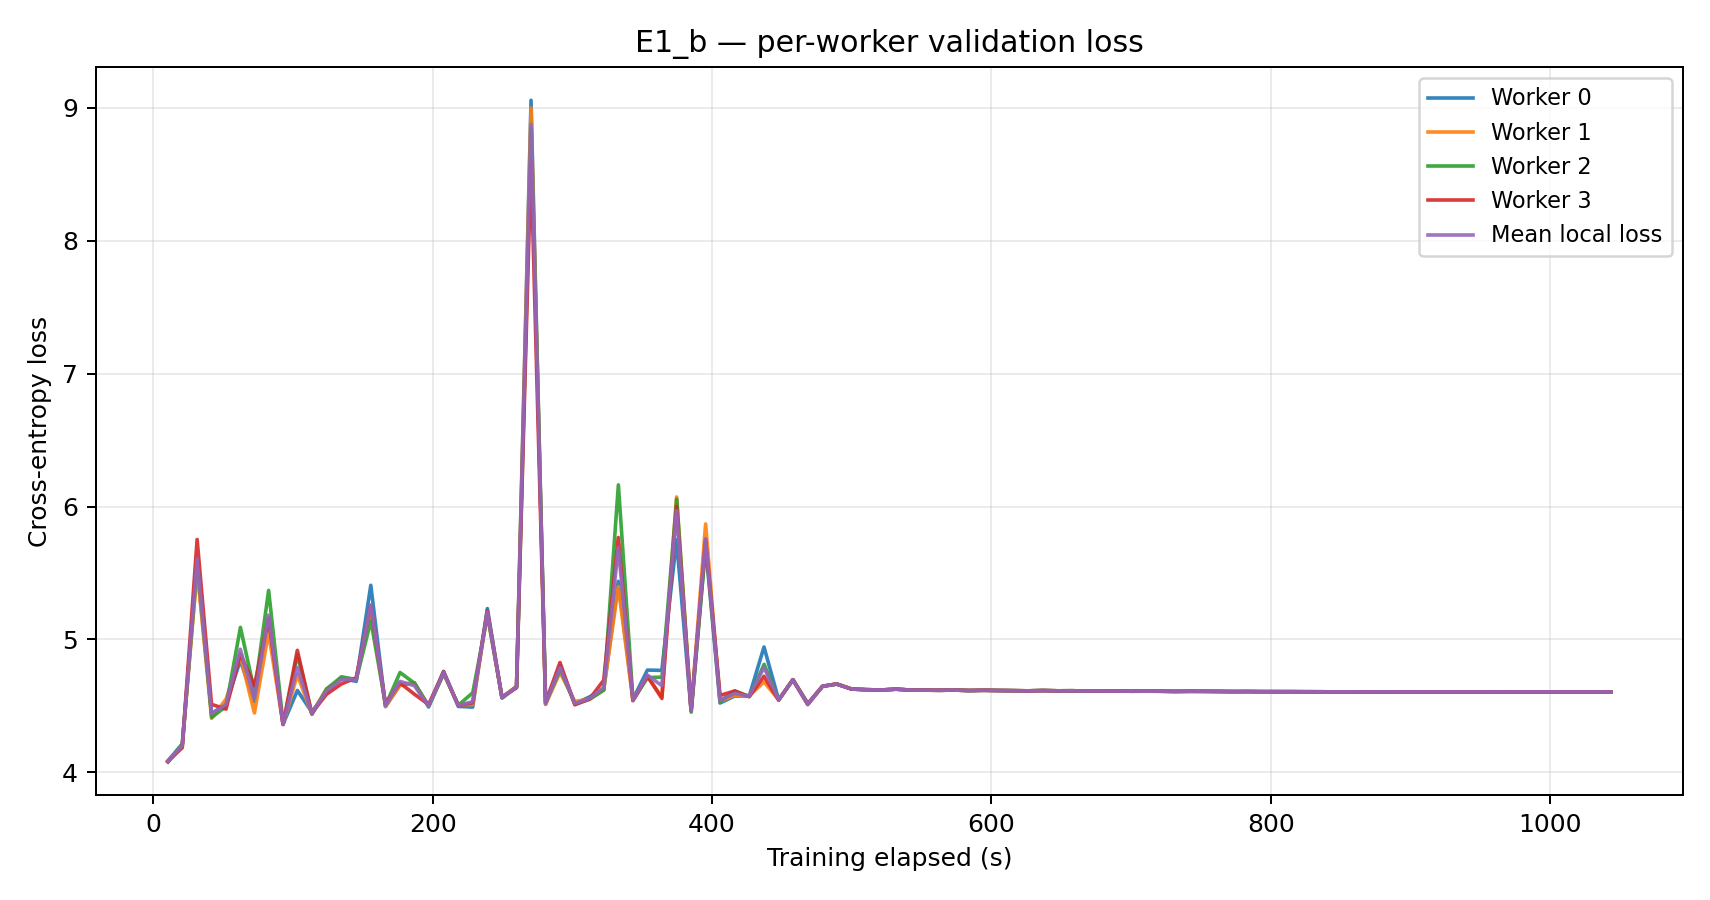 E1_b — per-worker validation loss
Worker 0
Worker 1
Worker 2
Worker 3
Mean local loss
Cross-entropy loss
9
8
7
6
5
4
0
200
400
600
800
1000
Training elapsed (s)